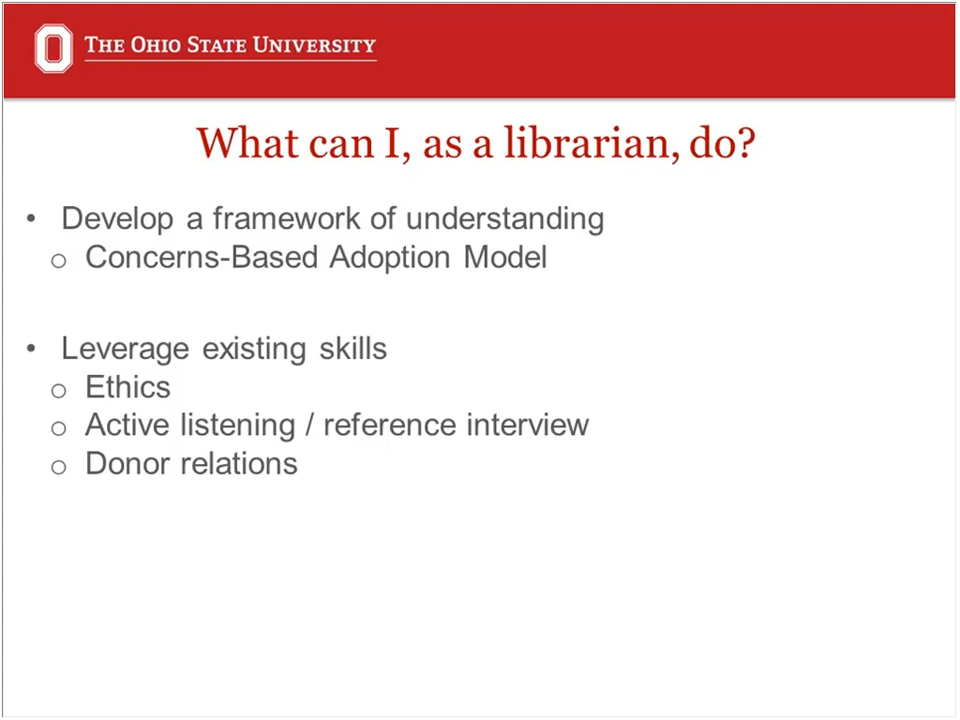 THE OHIO STATE UNIVERSITY
What can I, as a librarian, do?
• Develop a framework of understanding
o Concerns-Based Adoption Model
• Leverage existing skills
o Ethics
o Active listening / reference interview
o Donor relations